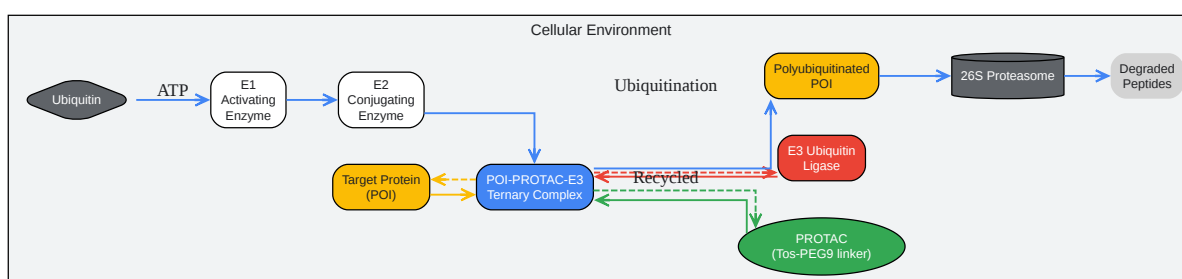 Cellular Environment
Ubiquitin
ATP
E1
Activating
Enzyme
E2
Conjugating
Enzyme
Ubiquitination
Polyubiquitinated
POI
26S Proteasome
Degraded
Peptides
Target Protein
(POI)
POI-PROTAC-E3
Ternary Complex
Recycled
E3 Ubiquitin
Ligase
PROTAC
(Tos-PEG9 linker)